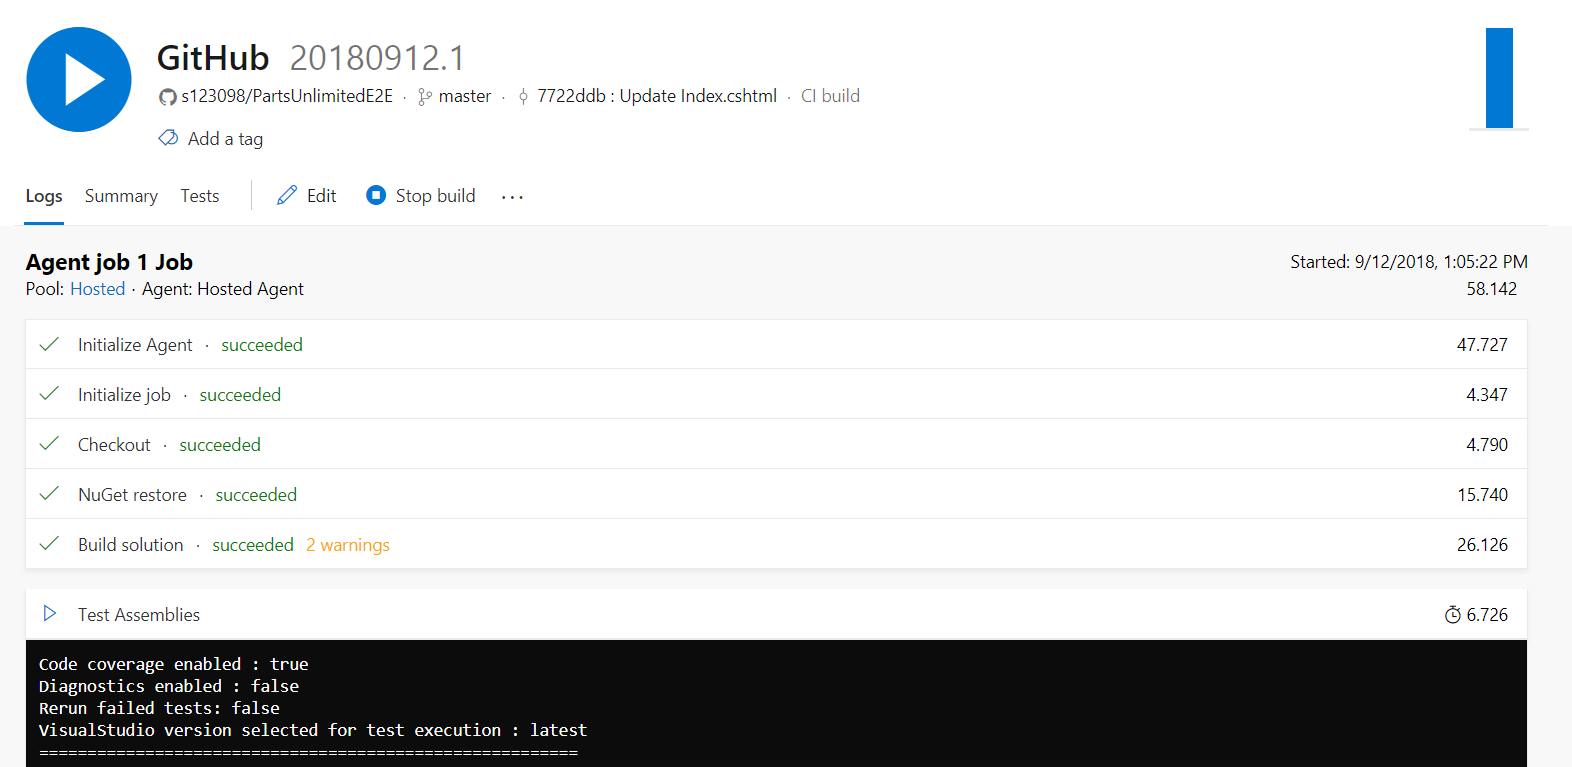 GitHub 20180912.1
s123098/PartsUnlimitedE2E · master · 7722ddb : Update Index.cshtml · CI build
Add a tag
Logs Summary Tests Edit Stop build ...
Agent job 1 Job Started: 9/12/2018, 1:05:22 PM
Pool: Hosted · Agent: Hosted Agent 58.142
Initialize Agent · succeeded 47.727
Initialize job · succeeded 4.347
Checkout · succeeded 4.790
NuGet restore · succeeded 15.740
Build solution · succeeded 2 warnings 26.126
Test Assemblies 6.726
Code coverage enabled : true
Diagnostics enabled : false
Rerun failed tests: false
VisualStudio version selected for test execution : latest
========================================================